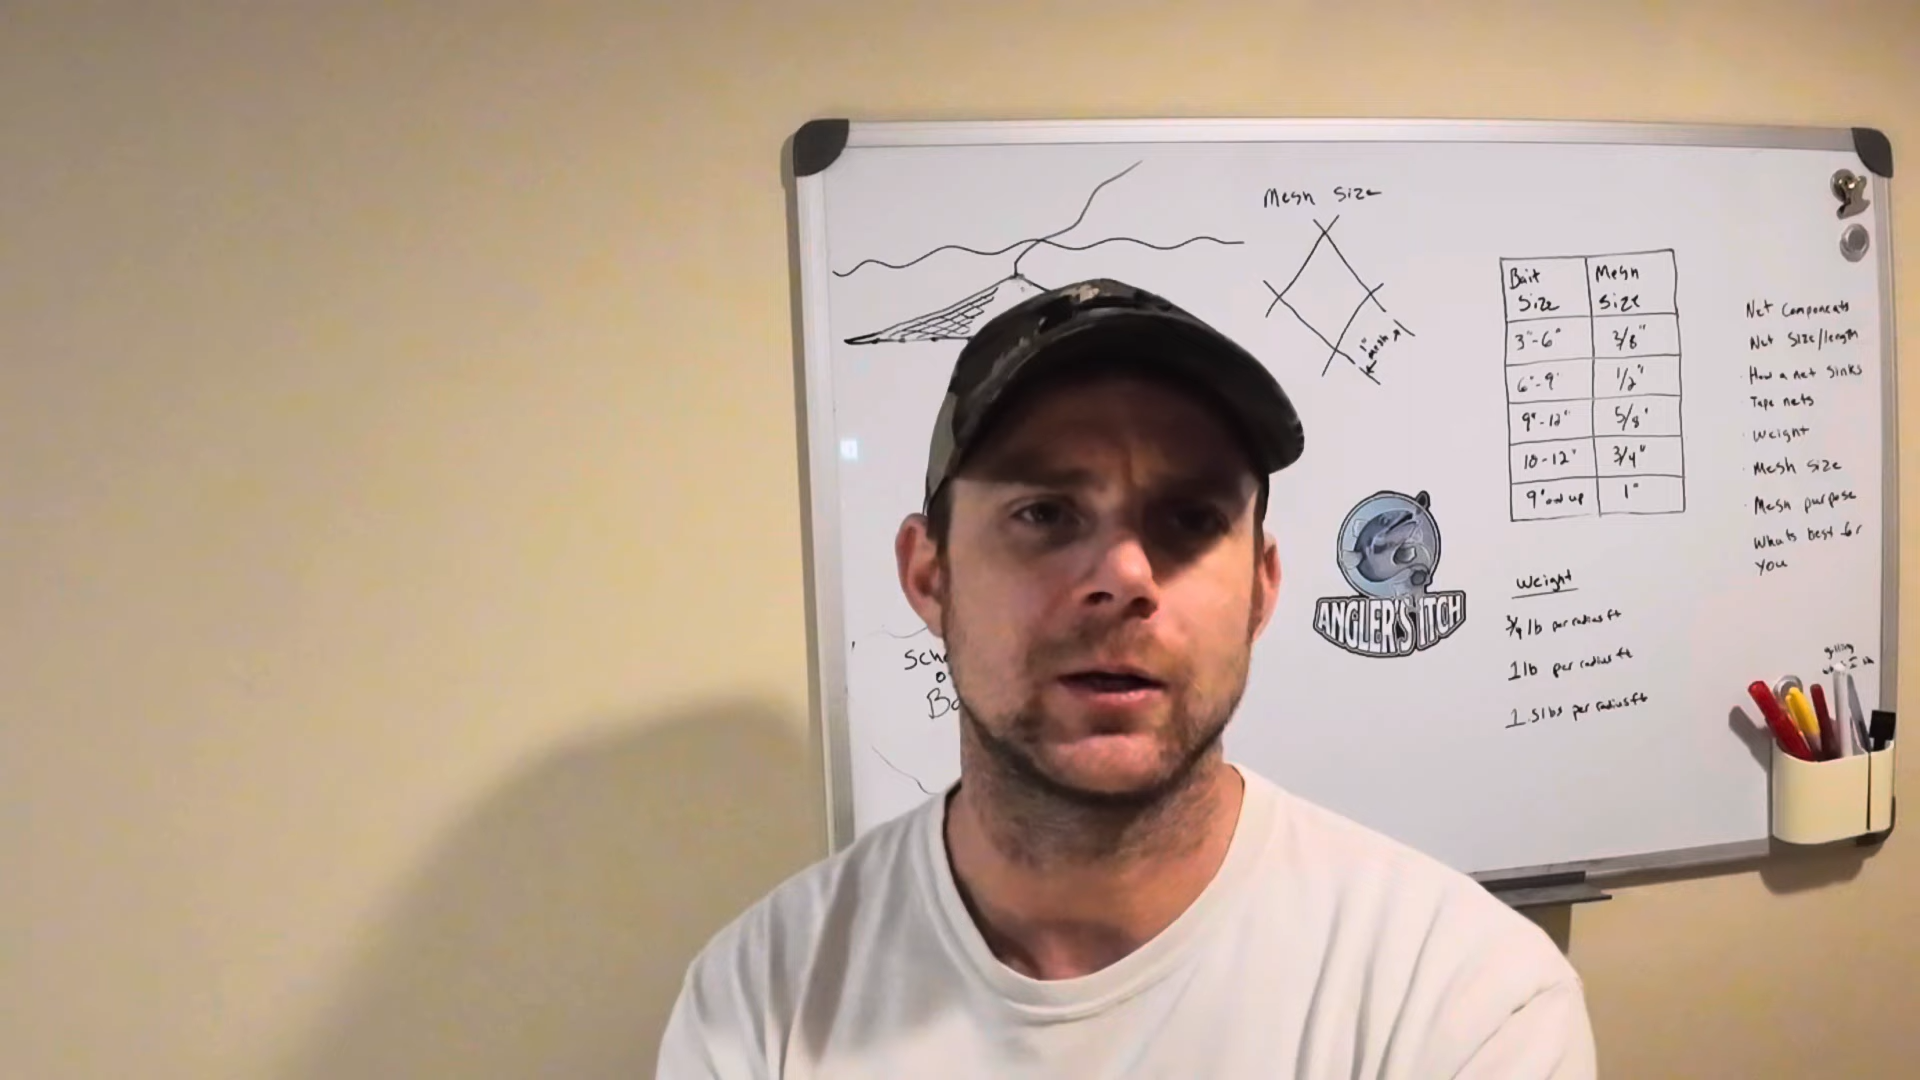 Mesh Size
1" mesh
Bait Size | Mesh Size
3"-6" | 3/8"
6"-9" | 1/2"
9"-12" | 5/8"
10-12" | 3/4"
9" and up | 1"
Net Components
Net Size/length
How a net Sinks
Tape nets
Weight
Mesh Size
Mesh purpose
Whats best for
You
ANGLER'S ITCH
Weight
3/4 lb per radius ft
1 lb per radius ft
1.5 lbs per radius ft
gilling